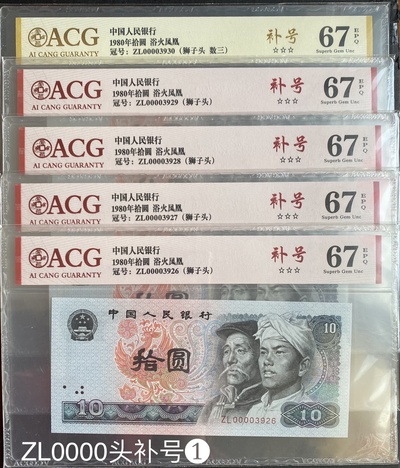 ACG
AI CANG GUARANTY
中国人民银行
1980年拾圆 浴火凤凰
冠号：ZL00003930（狮子头 数三）
补号
☆☆☆
67 EPQ
Superb Gem Unc
ACG
AI CANG GUARANTY
中国人民银行
1980年拾圆 浴火凤凰
冠号：ZL00003929（狮子头）
补号
☆☆☆
67 EPQ
Superb Gem Unc
ACG
AI CANG GUARANTY
中国人民银行
1980年拾圆 浴火凤凰
冠号：ZL00003928（狮子头）
补号
☆☆☆
67 EPQ
Superb Gem Unc
ACG
AI CANG GUARANTY
中国人民银行
1980年拾圆 浴火凤凰
冠号：ZL00003927（狮子头）
补号
☆☆☆
67 EPQ
Superb Gem Unc
ACG
AI CANG GUARANTY
中国人民银行
1980年拾圆 浴火凤凰
冠号：ZL00003926（狮子头）
补号
☆☆☆
67 EPQ
Superb Gem Unc
中国人民银行
10
拾圆
ZL00003926
10
10
ZL0000头补号❶